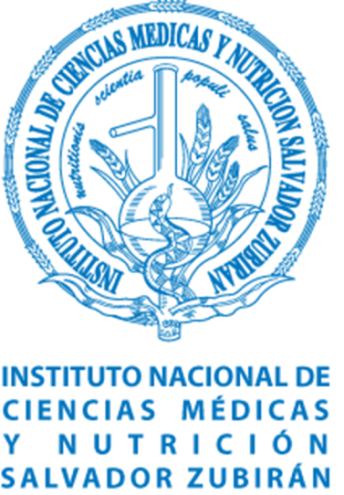 INSTITUTO NACIONAL DE CIENCIAS MEDICAS Y NUTRICION SALVADOR ZUBIRAN
nutritionis scientia populi salus
INSTITUTO NACIONAL DE
CIENCIAS MÉDICAS
Y NUTRICIÓN
SALVADOR ZUBIRÁN